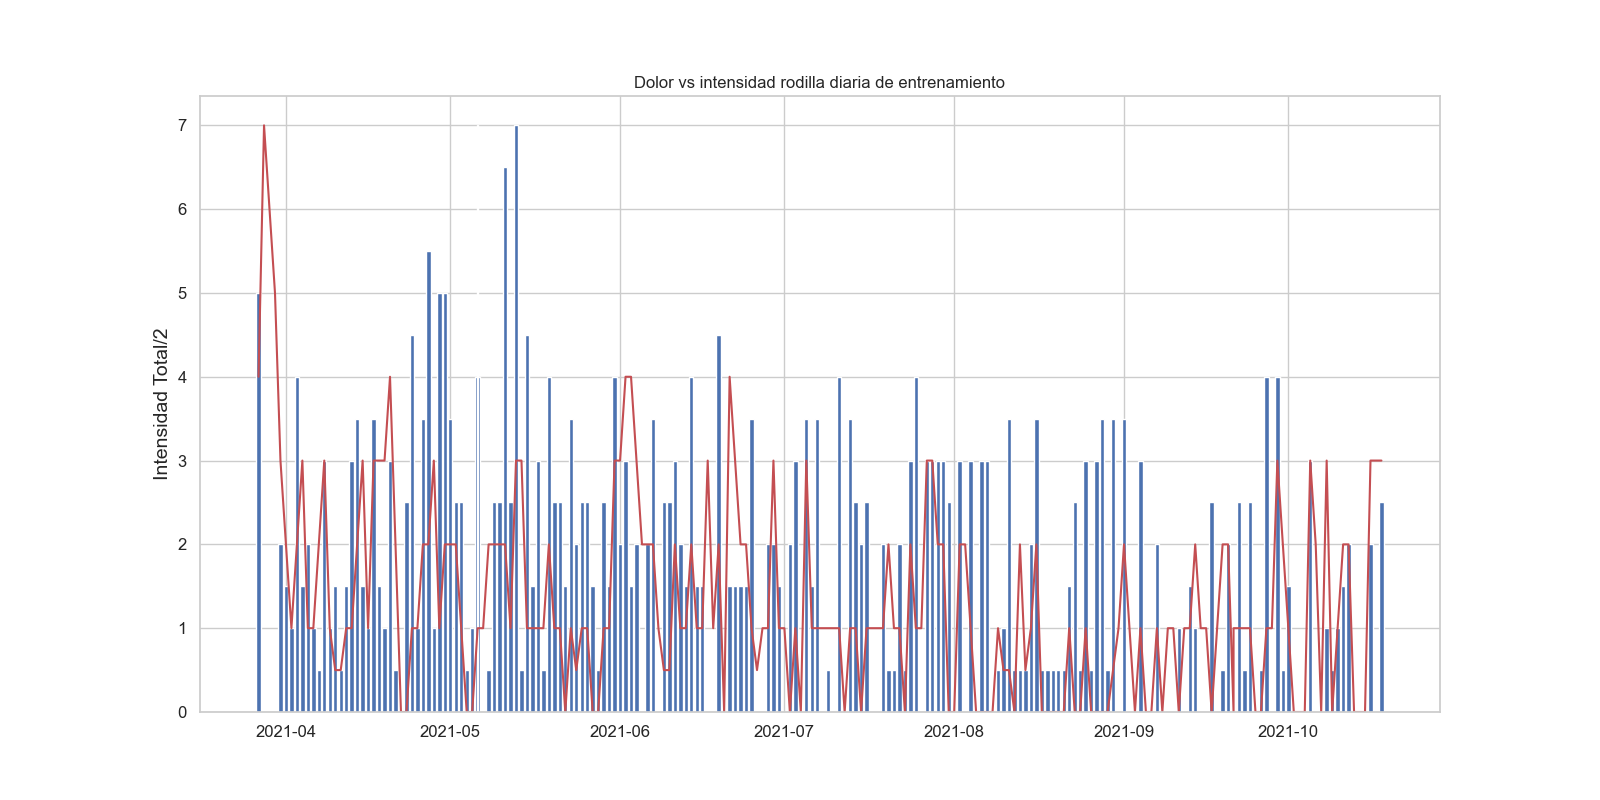 Dolor vs intensidad rodilla diaria de entrenamiento
Intensidad Total/2
7
6
5
4
3
2
1
0
2021-04 2021-05 2021-06 2021-07 2021-08 2021-09 2021-10